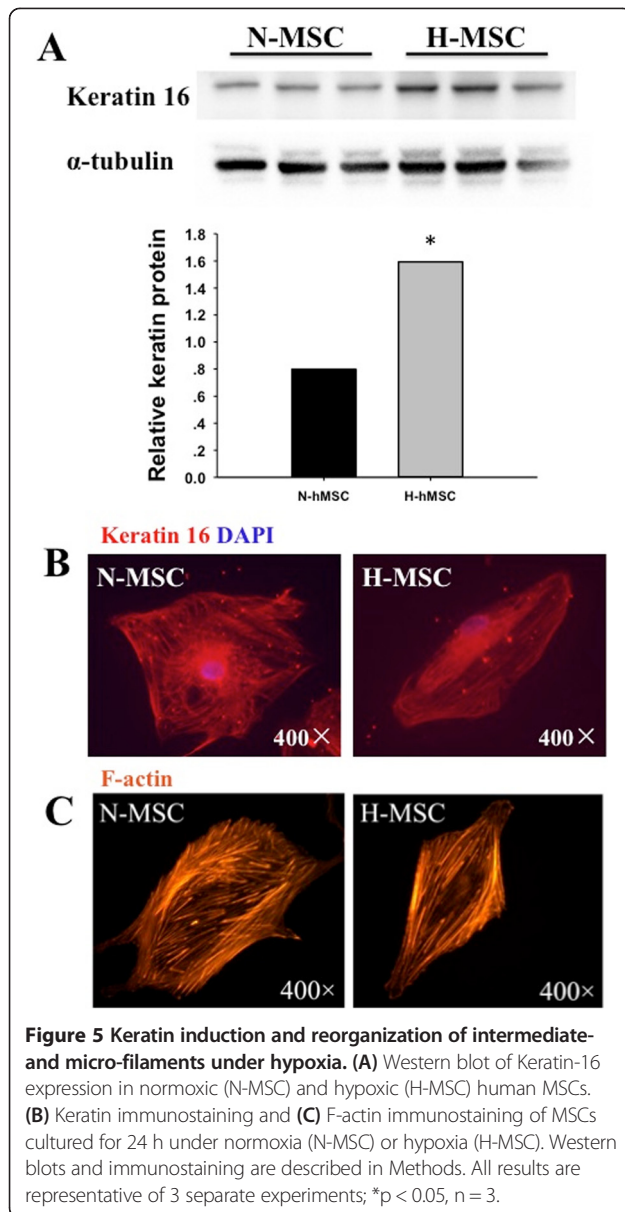 A
N-MSC H-MSC
Keratin 16
α-tubulin
Relative keratin protein
1.8
*
1.6
1.4
1.2
1.0
.8
.6
.4
.2
0.0
N-hMSC H-hMSC
Keratin 16 DAPI
B
N-MSC H-MSC
400× 400×
F-actin
C
N-MSC H-MSC
400× 400×
Figure 5 Keratin induction and reorganization of intermediate-
and micro-filaments under hypoxia. (A) Western blot of Keratin-16
expression in normoxic (N-MSC) and hypoxic (H-MSC) human MSCs.
(B) Keratin immunostaining and (C) F-actin immunostaining of MSCs
cultured for 24 h under normoxia (N-MSC) or hypoxia (H-MSC). Western
blots and immunostaining are described in Methods. All results are
representative of 3 separate experiments; *p < 0.05, n = 3.